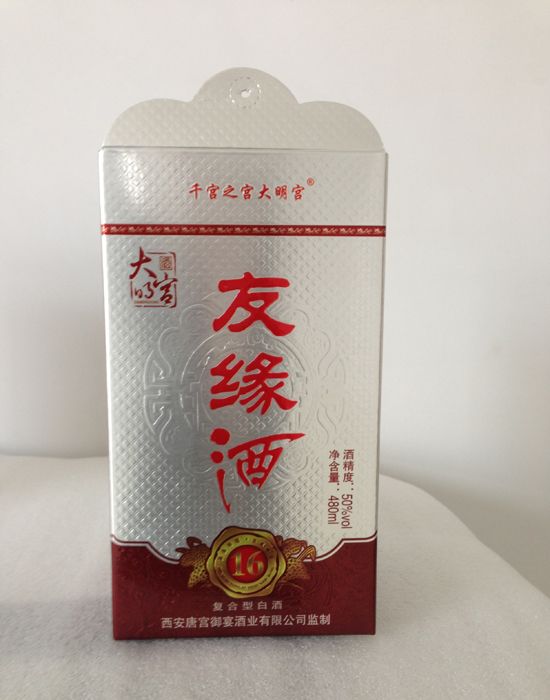 千宫之宫大明宫®
大明宫
酒
友缘酒
酒精度：50%vol
净含量：480ml
16
复合型白酒
西安唐宫御宴酒业有限公司监制